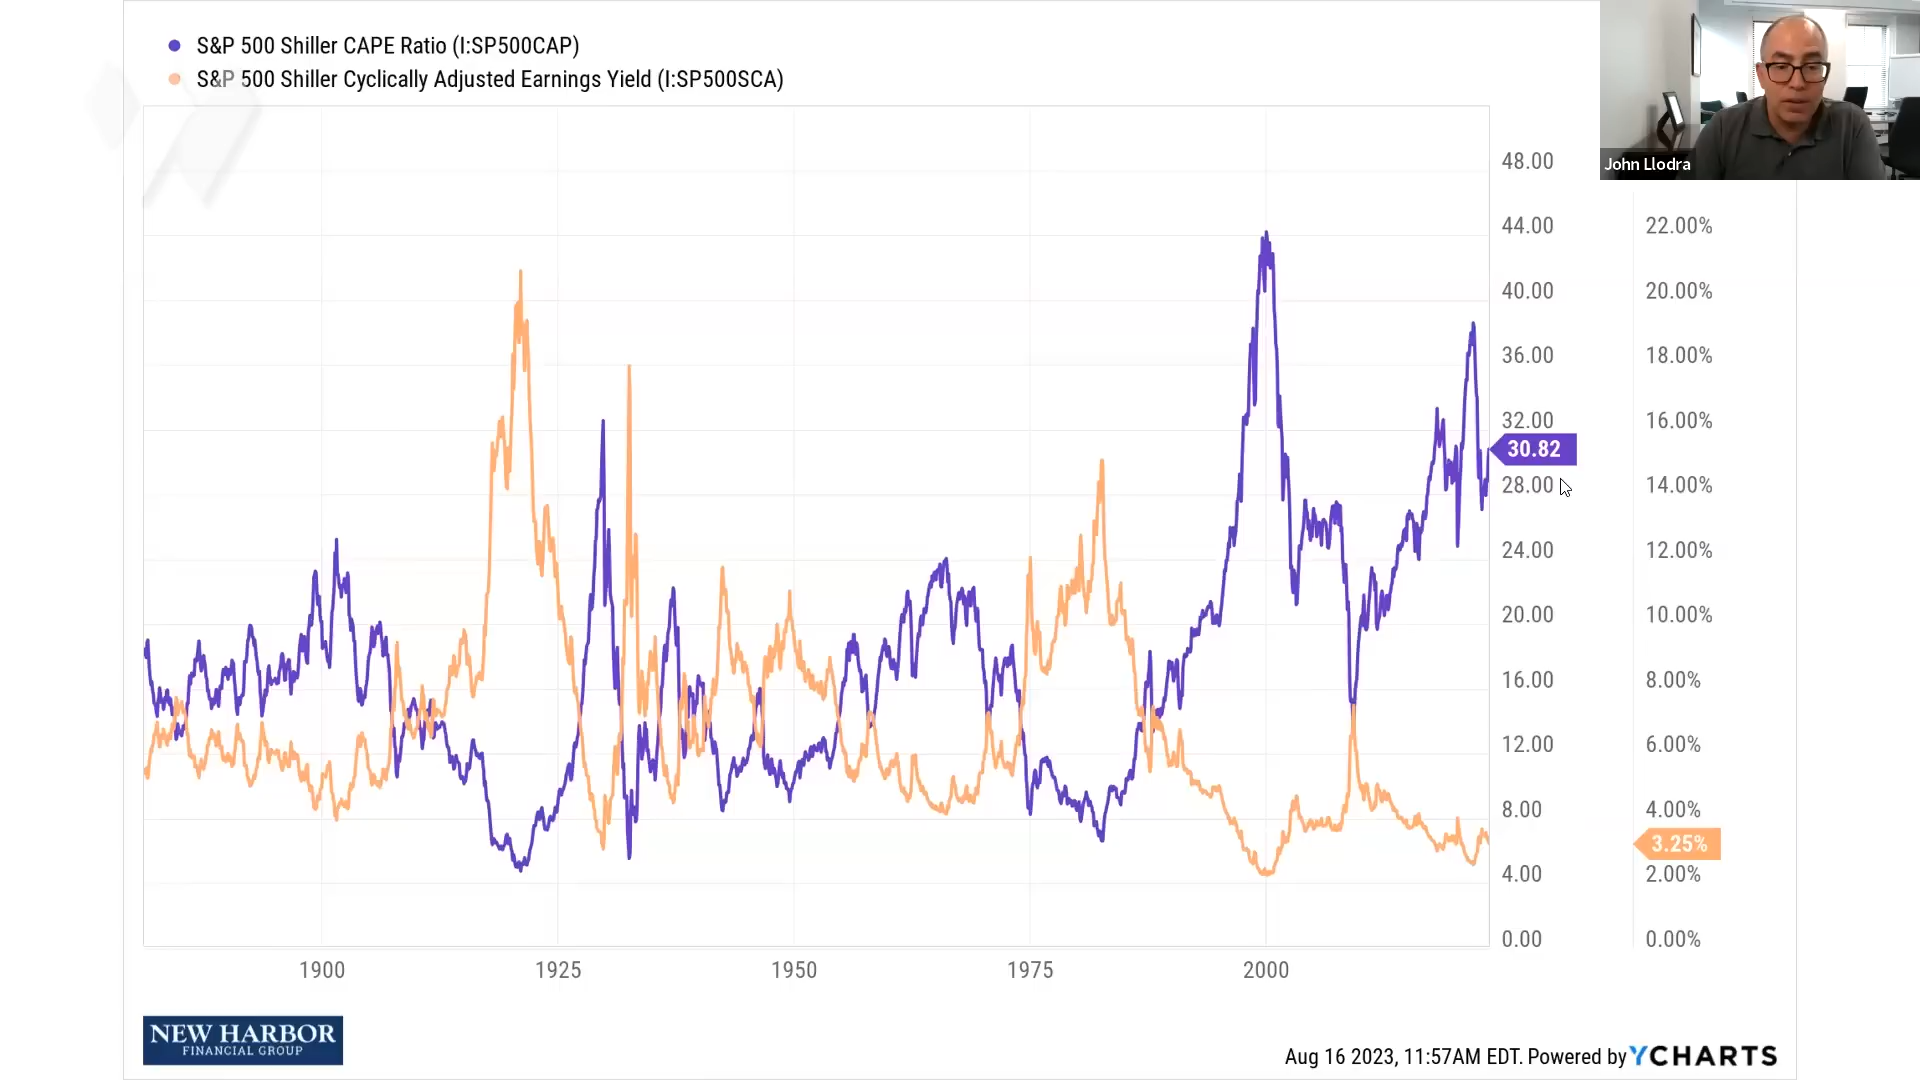 S&P 500 Shiller CAPE Ratio (I:SP500CAP)
S&P 500 Shiller Cyclically Adjusted Earnings Yield (I:SP500SCA)
John Llodra
48.00
44.00 22.00%
40.00 20.00%
36.00 18.00%
32.00 16.00%
30.82
28.00 14.00%
24.00 12.00%
20.00 10.00%
16.00 8.00%
12.00 6.00%
8.00 4.00%
3.25%
4.00 2.00%
0.00 0.00%
1900 1925 1950 1975 2000
NEW HARBOR
FINANCIAL GROUP
Aug 16 2023, 11:57AM EDT. Powered by YCHARTS